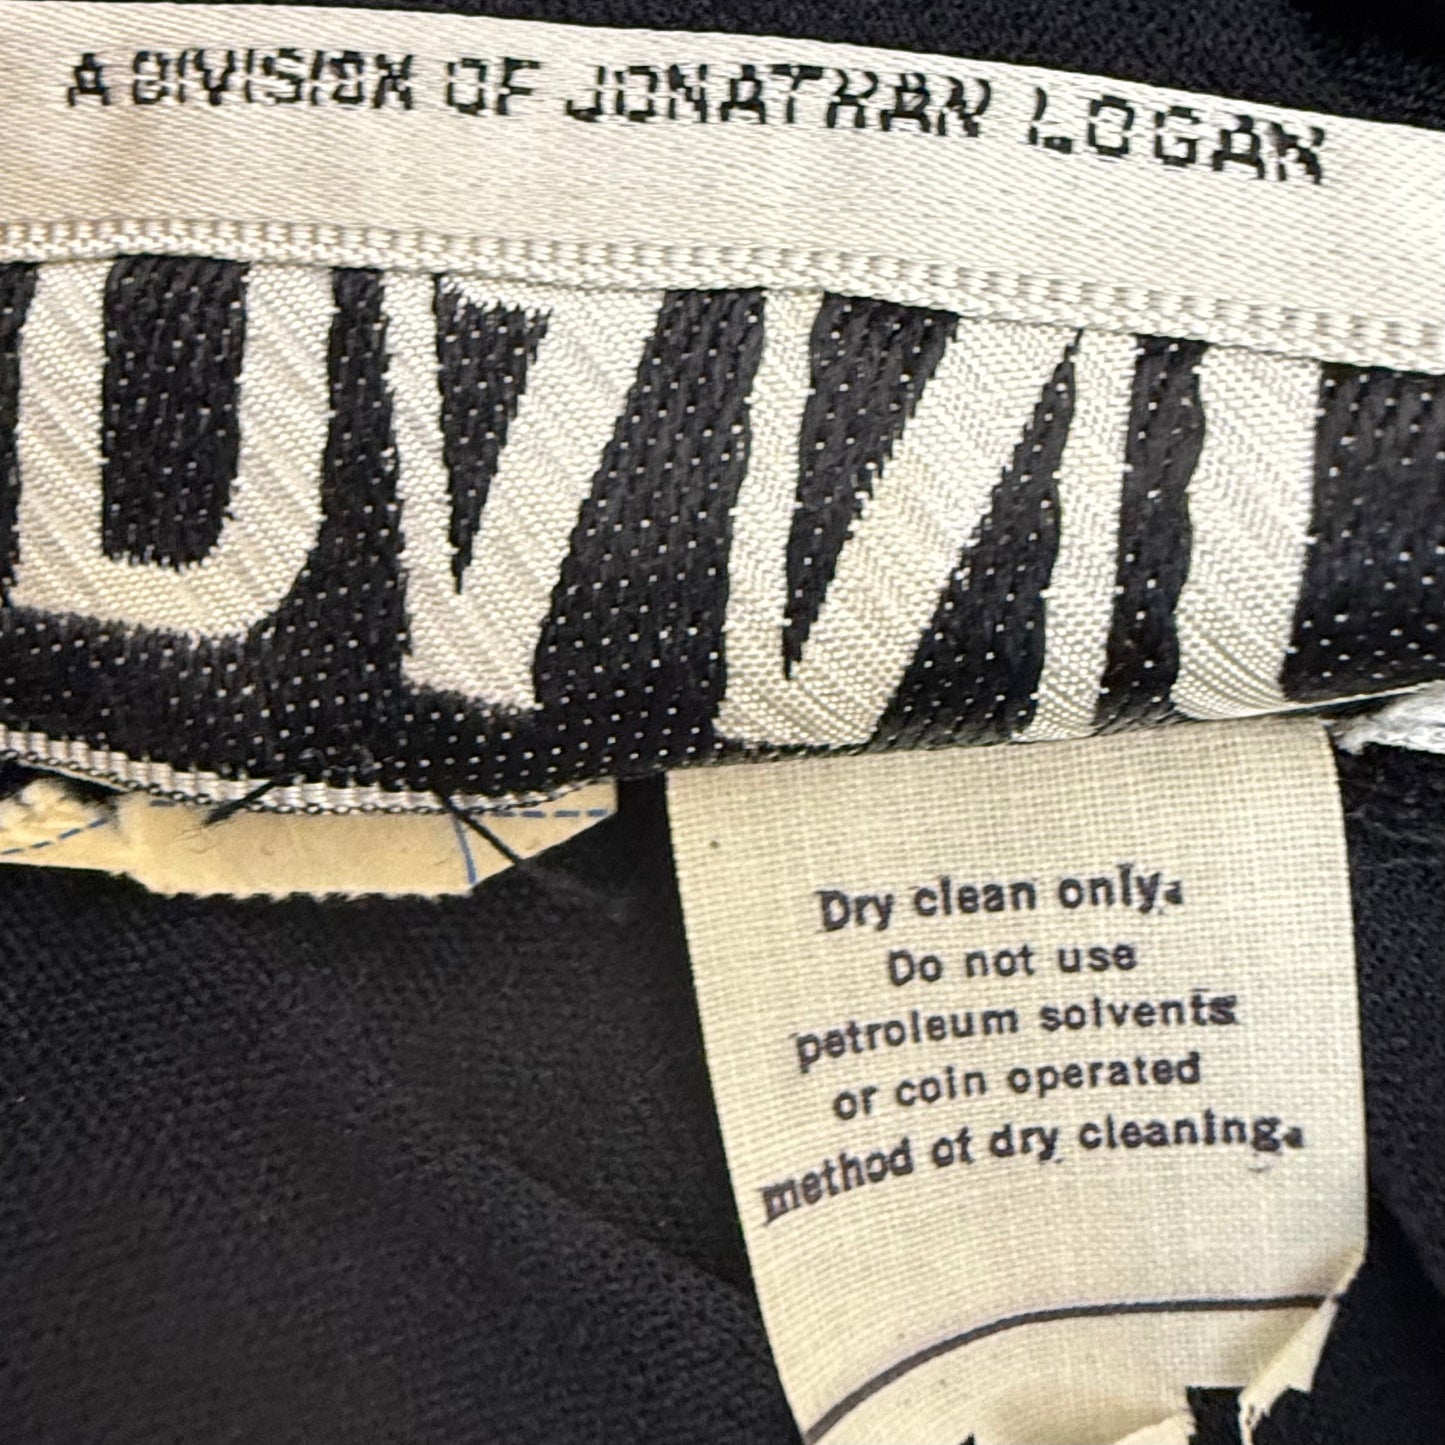 A DIVISION OF JONATHAN LOGAN
Dry clean only.
Do not use
petroleum solvents
or coin operated
method of dry cleaning.